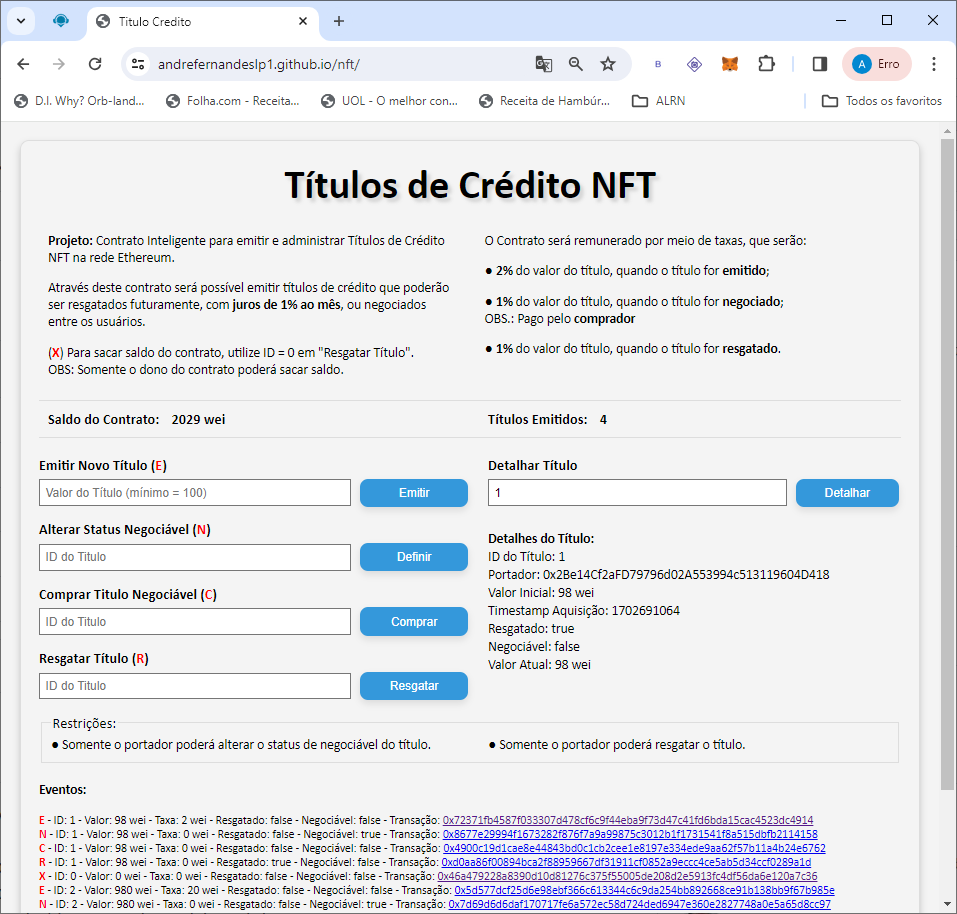 Titulo Credito
andrefernandeslp1.github.io/nft/
Erro
D.I. Why? Orb-land...
Folha.com - Receita...
UOL - O melhor con...
Receita de Hambúr...
ALRN
Todos os favoritos
Títulos de Crédito NFT
Projeto: Contrato Inteligente para emitir e administrar Títulos de Crédito
NFT na rede Ethereum.
Através deste contrato será possível emitir títulos de crédito que poderão
ser resgatados futuramente, com juros de 1% ao mês, ou negociados
entre os usuários.
(X) Para sacar saldo do contrato, utilize ID = 0 em "Resgatar Título".
OBS: Somente o dono do contrato poderá sacar saldo.
O Contrato será remunerado por meio de taxas, que serão:
● 2% do valor do título, quando o título for emitido;
● 1% do valor do título, quando o título for negociado;
OBS.: Pago pelo comprador
● 1% do valor do título, quando o título for resgatado.
Saldo do Contrato: 2029 wei
Títulos Emitidos: 4
Emitir Novo Título (E)
Valor do Título (mínimo = 100)
Emitir
Alterar Status Negociável (N)
ID do Titulo
Definir
Comprar Titulo Negociável (C)
ID do Titulo
Comprar
Resgatar Título (R)
ID do Titulo
Resgatar
Detalhar Título
1
Detalhar
Detalhes do Título:
ID do Título: 1
Portador: 0x2Be14Cf2aFD79796d02A553994c513119604D418
Valor Inicial: 98 wei
Timestamp Aquisição: 1702691064
Resgatado: true
Negociável: false
Valor Atual: 98 wei
Restrições:
● Somente o portador poderá alterar o status de negociável do título.
● Somente o portador poderá resgatar o título.
Eventos:
E - ID: 1 - Valor: 98 wei - Taxa: 2 wei - Resgatado: false - Negociável: false - Transação: 0x72371fb4587f033307d478cf6c9f44eba9f73d47c41fd6bda15cac4523dc4914
N - ID: 1 - Valor: 98 wei - Taxa: 0 wei - Resgatado: false - Negociável: true - Transação: 0x8677e29994f1673282f876f7a9a99875c3012b1f1731541f8a515dbfb2114158
C - ID: 1 - Valor: 98 wei - Taxa: 0 wei - Resgatado: false - Negociável: false - Transação: 0x4900c19d1cae8e44843bd0c1cb2cee1e8197e334ede9aa62f57b11a4b24e6762
R - ID: 1 - Valor: 98 wei - Taxa: 0 wei - Resgatado: true - Negociável: false - Transação: 0xd0aa86f00894bca2f88959667df31911cf0852a9eccc4ce5ab5d34ccf0289a1d
X - ID: 0 - Valor: 0 wei - Taxa: 0 wei - Resgatado: false - Negociável: false - Transação: 0x46a479228a8390d10d81276c375f55005de208d2e5913fc4df56da6e120a7c36
E - ID: 2 - Valor: 980 wei - Taxa: 20 wei - Resgatado: false - Negociável: false - Transação: 0x5d577dcf25d6e98ebf366c613344c6c9da254bb892668ce91b138bb9f67b985e
N - ID: 2 - Valor: 980 wei - Taxa: 0 wei - Resgatado: false - Negociável: true - Transação: 0x7d69d6d6daf170717fe6a572ec58d724ded6947e360e2827748a0e5a65d8cc97